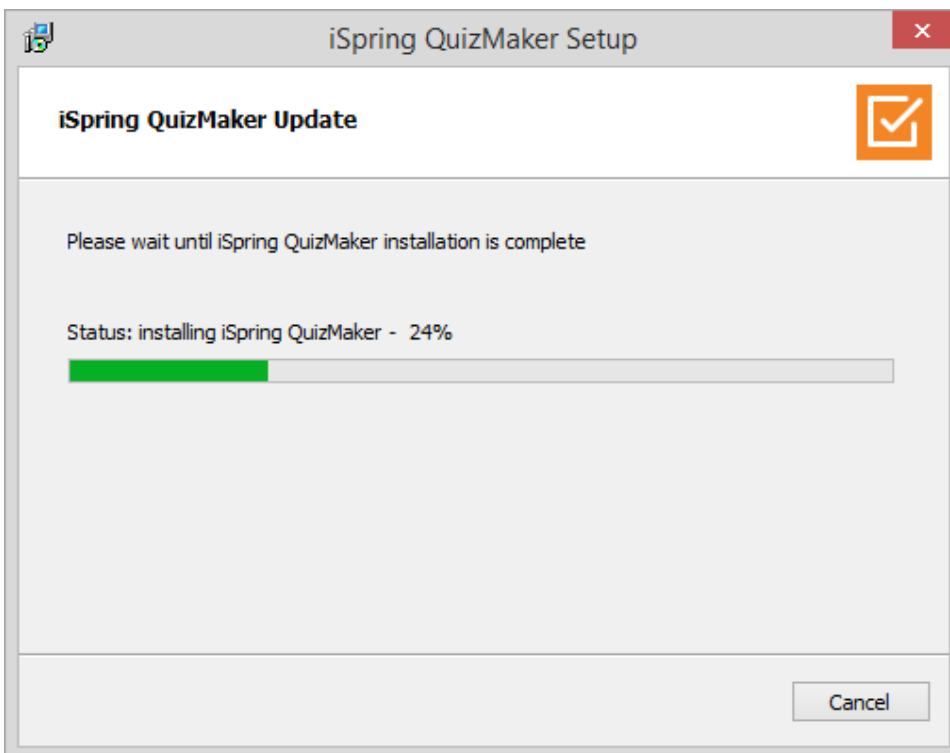 iSpring QuizMaker Setup
iSpring QuizMaker Update
Please wait until iSpring QuizMaker installation is complete
Status: installing iSpring QuizMaker - 24%
Cancel